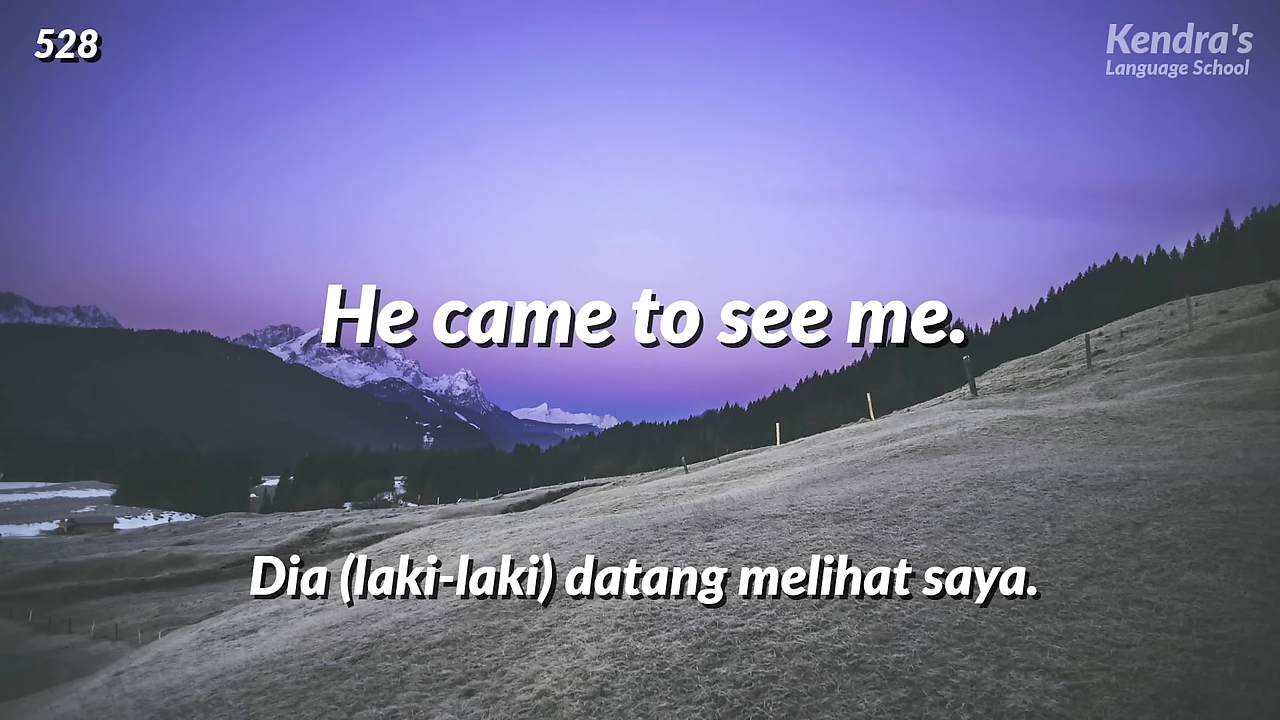 528
Kendra's
Language School
He came to see me.
Dia (laki-laki) datang melihat saya.